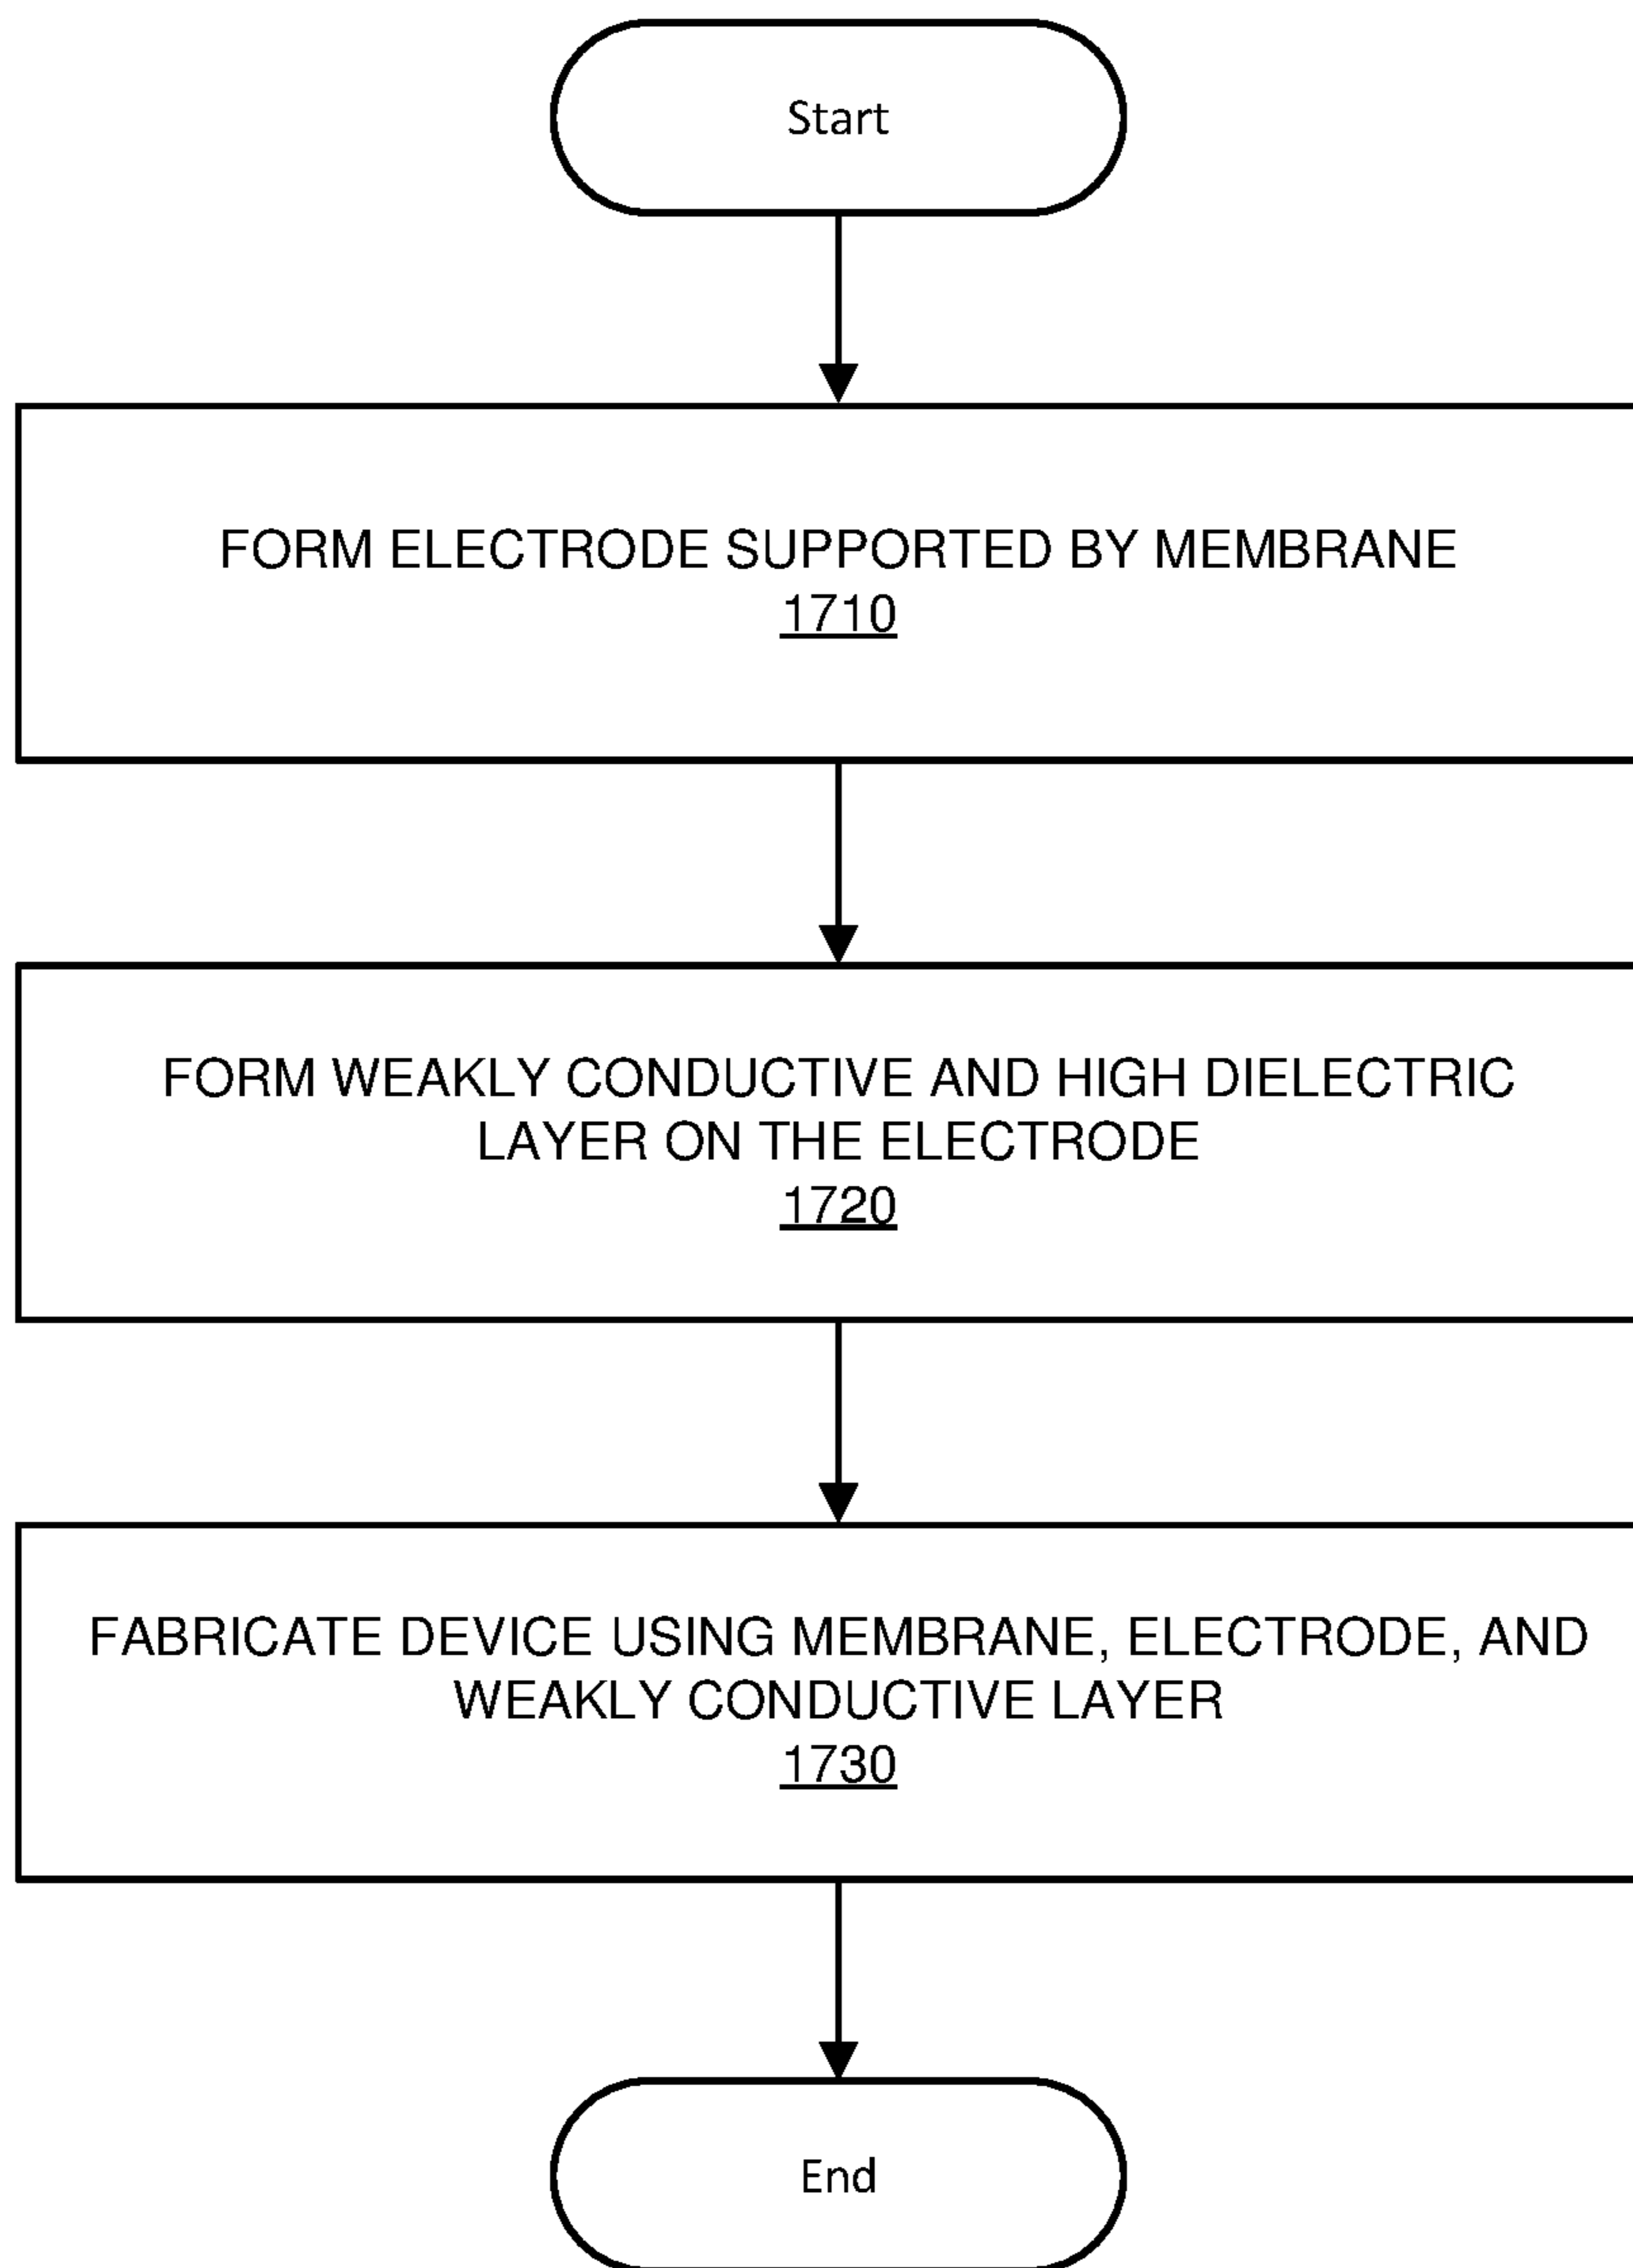 Start
FORM ELECTRODE SUPPORTED BY MEMBRANE
1710
FORM WEAKLY CONDUCTIVE AND HIGH DIELECTRIC
LAYER ON THE ELECTRODE
1720
FABRICATE DEVICE USING MEMBRANE, ELECTRODE, AND
WEAKLY CONDUCTIVE LAYER
1730
End